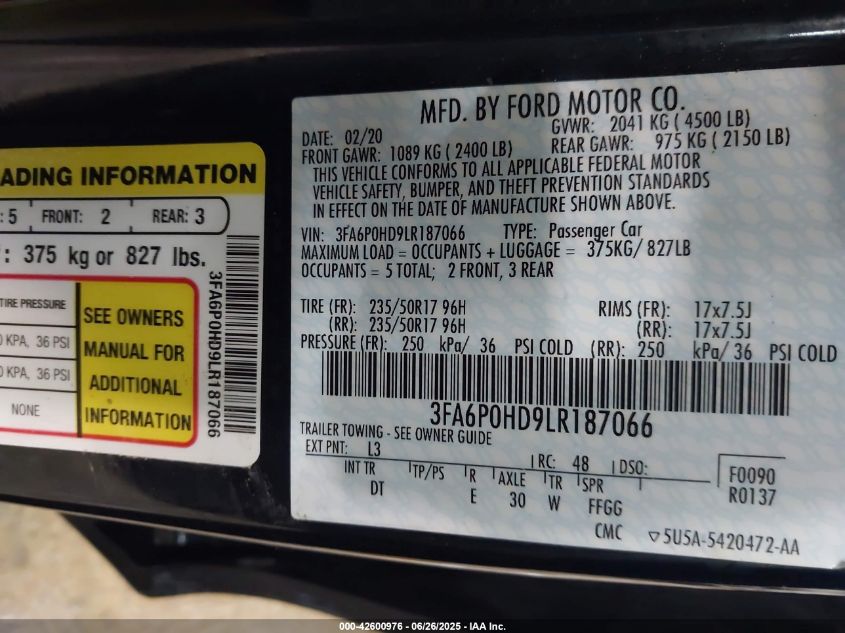 ADING INFORMATION
: 5 FRONT: 2 REAR: 3
: 375 kg or 827 lbs.
TIRE PRESSURE
KPA, 36 PSI
KPA, 36 PSI
NONE
SEE OWNERS
MANUAL FOR
ADDITIONAL
INFORMATION
3FA6P0HD9LR187066
MFD. BY FORD MOTOR CO.
DATE: 02/20 GVWR: 2041 KG ( 4500 LB)
FRONT GAWR: 1089 KG ( 2400 LB) REAR GAWR: 975 KG ( 2150 LB)
THIS VEHICLE CONFORMS TO ALL APPLICABLE FEDERAL MOTOR
VEHICLE SAFETY, BUMPER, AND THEFT PREVENTION STANDARDS
IN EFFECT ON THE DATE OF MANUFACTURE SHOWN ABOVE.
VIN: 3FA6P0HD9LR187066 TYPE: Passenger Car
MAXIMUM LOAD = OCCUPANTS + LUGGAGE = 375KG/ 827LB
OCCUPANTS = 5 TOTAL; 2 FRONT, 3 REAR
TIRE (FR): 235/50R17 96H RIMS (FR): 17x7.5J
(RR): 235/50R17 96H (RR): 17x7.5J
PRESSURE (FR): 250 kPa/ 36 PSI COLD (RR): 250 kPa/ 36 PSI COLD
3FA6P0HD9LR187066
TRAILER TOWING - SEE OWNER GUIDE
EXT PNT: L3 RC: 48 DSO: F0090
INT TR TP/PS R AXLE TR SPR R0137
DT E 30 W FFGG
CMC ▽5U5A-5420472-AA
000-42600976 | 06/26/2025 - IAA Inc.